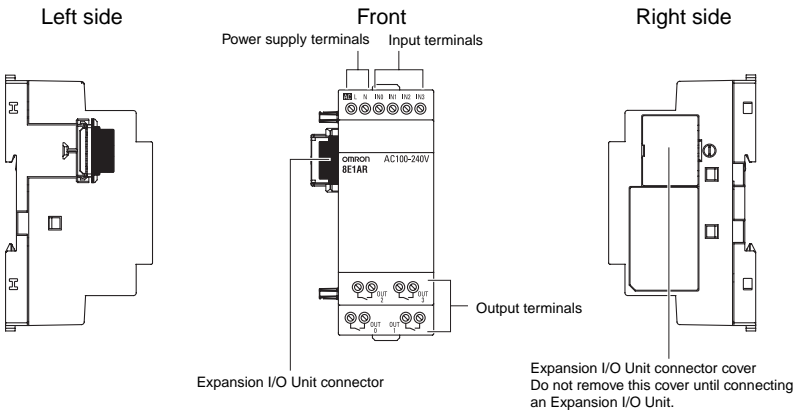 Left side
Front
Right side
Power supply terminals
Input terminals
AC L N IN0 IN1 IN2 IN3
OMRON AC100-240V
8E1AR
OUT 2
OUT 3
OUT 0
OUT 1
Output terminals
Expansion I/O Unit connector
Expansion I/O Unit connector cover
Do not remove this cover until connecting
an Expansion I/O Unit.